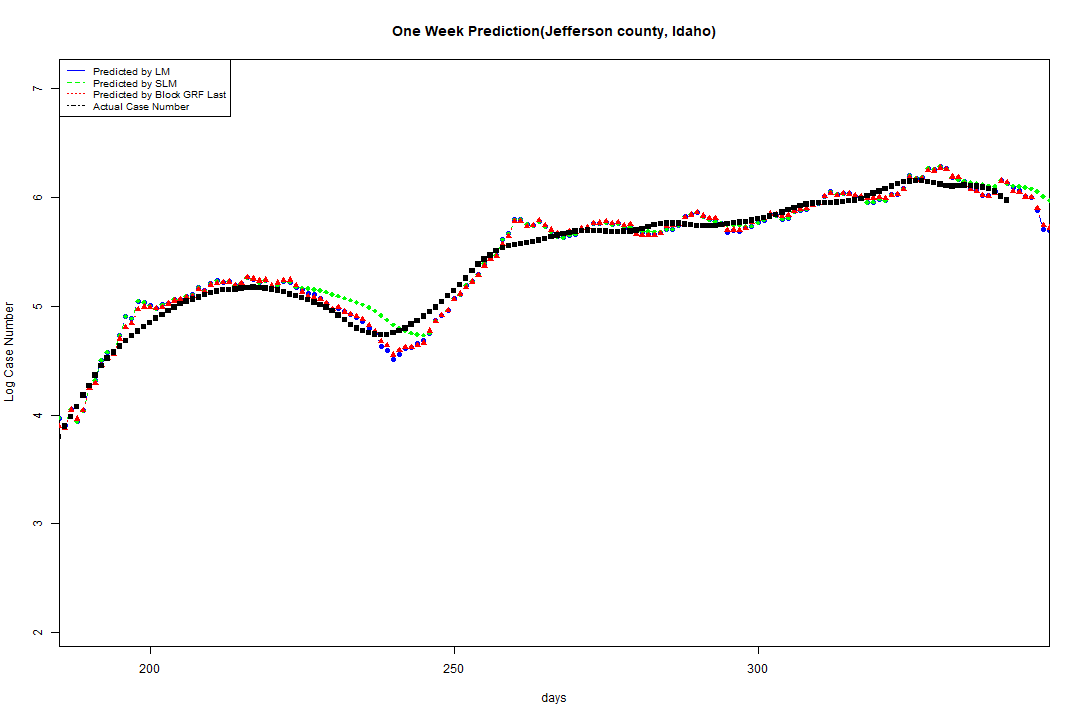 One Week Prediction(Jefferson county, Idaho)
Predicted by LM
Predicted by SLM
Predicted by Block GRF Last
Actual Case Number
7
6
5
4
3
2
Log Case Number
200 250 300
days